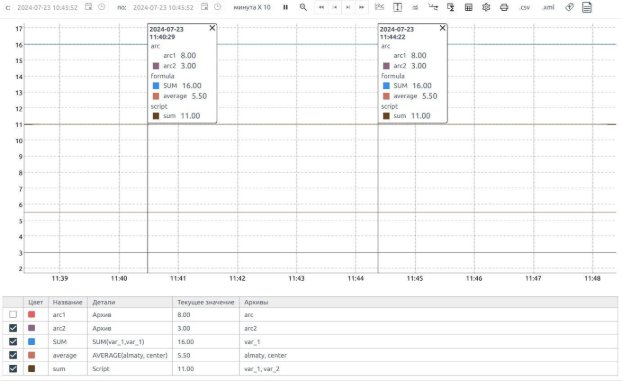 с: 2024-07-23 10:43:52 по: 2024-07-23 10:43:52 минута X 10 .csv .xml
17
16
15
14
13
12
11
10
9
8
7
6
5
4
3
2
2024-07-23
11:40:29
arc
arc1 8.00
arc2 3.00
formula
SUM 16.00
average 5.50
script
sum 11.00
2024-07-23
11:44:22
arc
arc1 8.00
arc2 3.00
formula
SUM 16.00
average 5.50
script
sum 11.00
11:39 11:40 11:41 11:42 11:43 11:44 11:45 11:46 11:47 11:48
Цвет Название Детали Текущее значение Архивы
arc1 Архив 8.00 arc
arc2 Архив 3.00 arc2
SUM SUM(var_1,var_1) 16.00 var_1
average AVERAGE(almaty, center) 5.50 almaty, center
sum Script 11.00 var_1, var_2